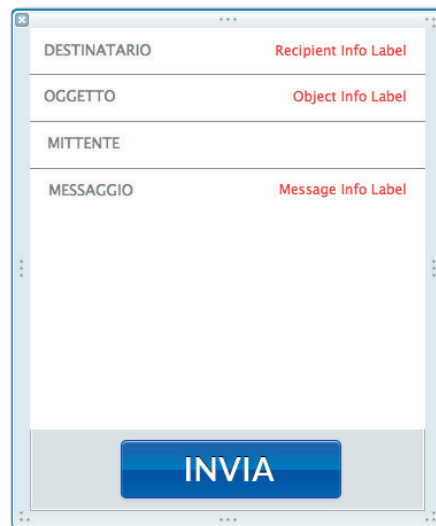 DESTINATARIO Recipient Info Label
OGGETTO Object Info Label
MITTENTE
MESSAGGIO Message Info Label
INVIA